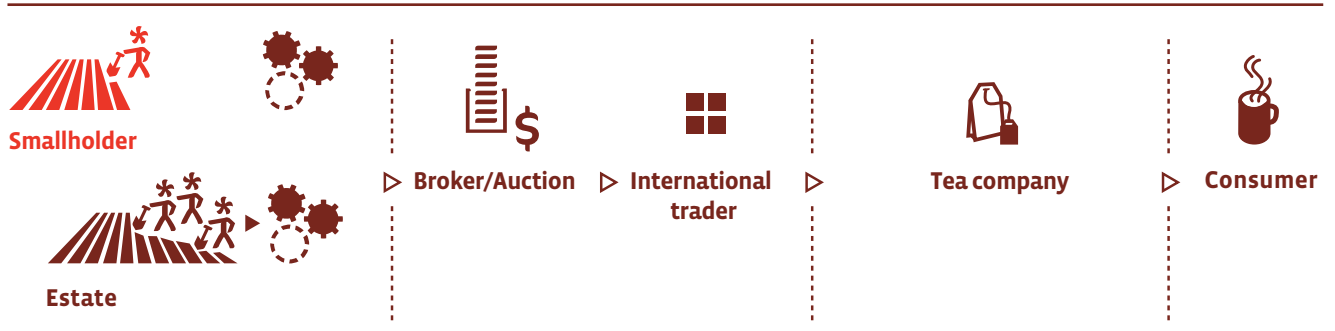 Smallholder
$
Broker/Auction
International
trader
Tea company
Consumer
Estate